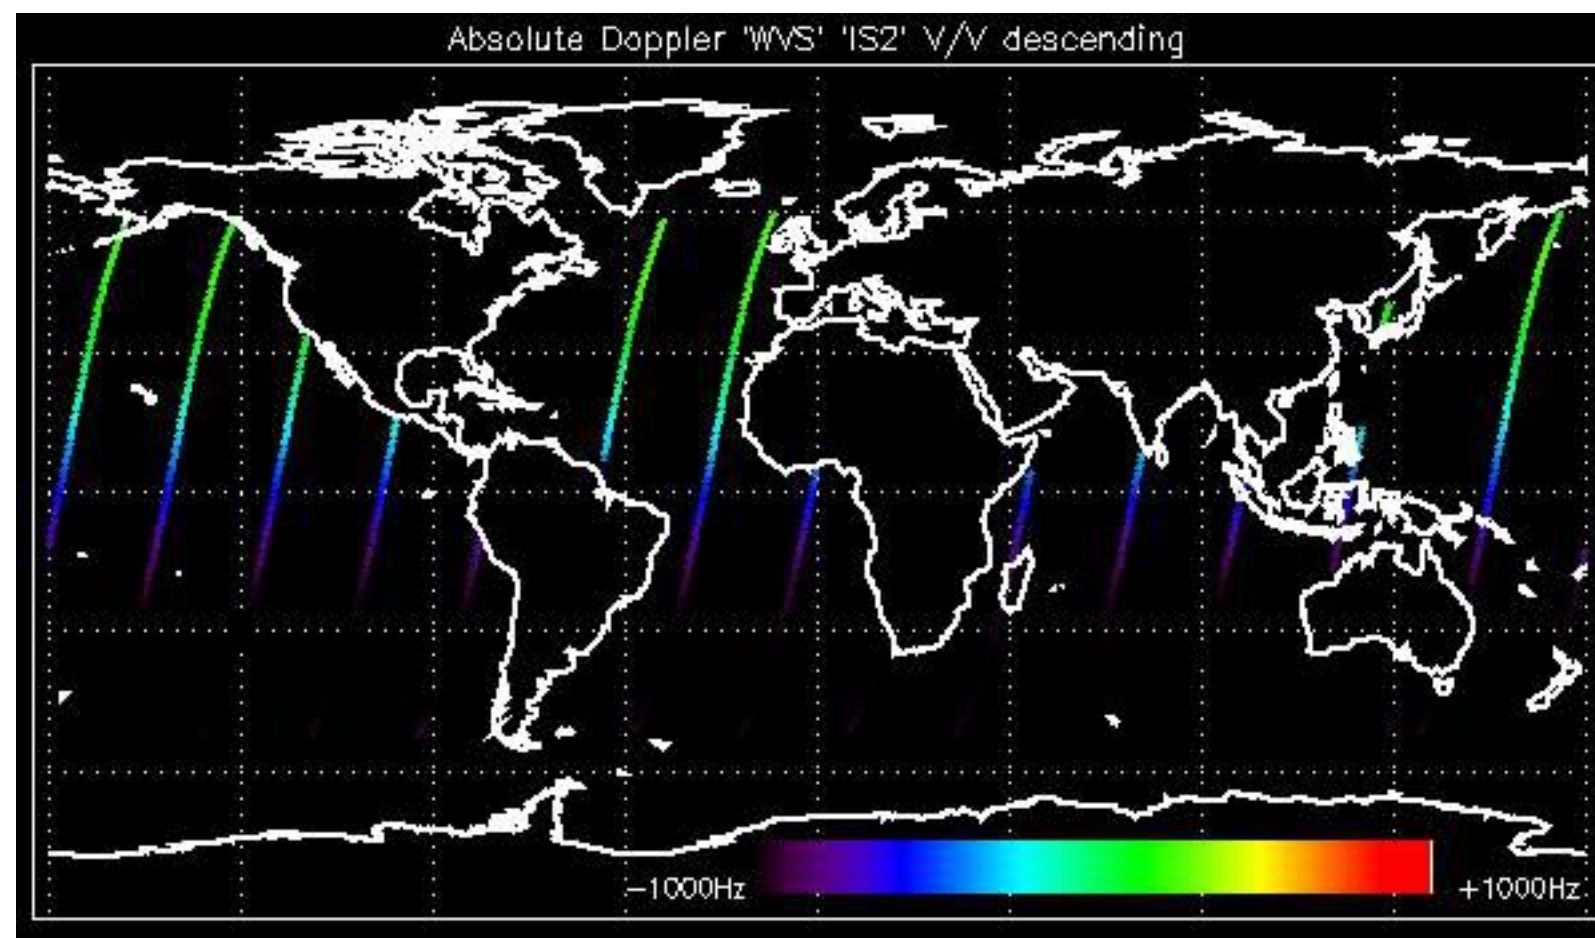 Absolute Doppler 'WVS' 'IS2' V/V descending
−1000Hz
+1000Hz